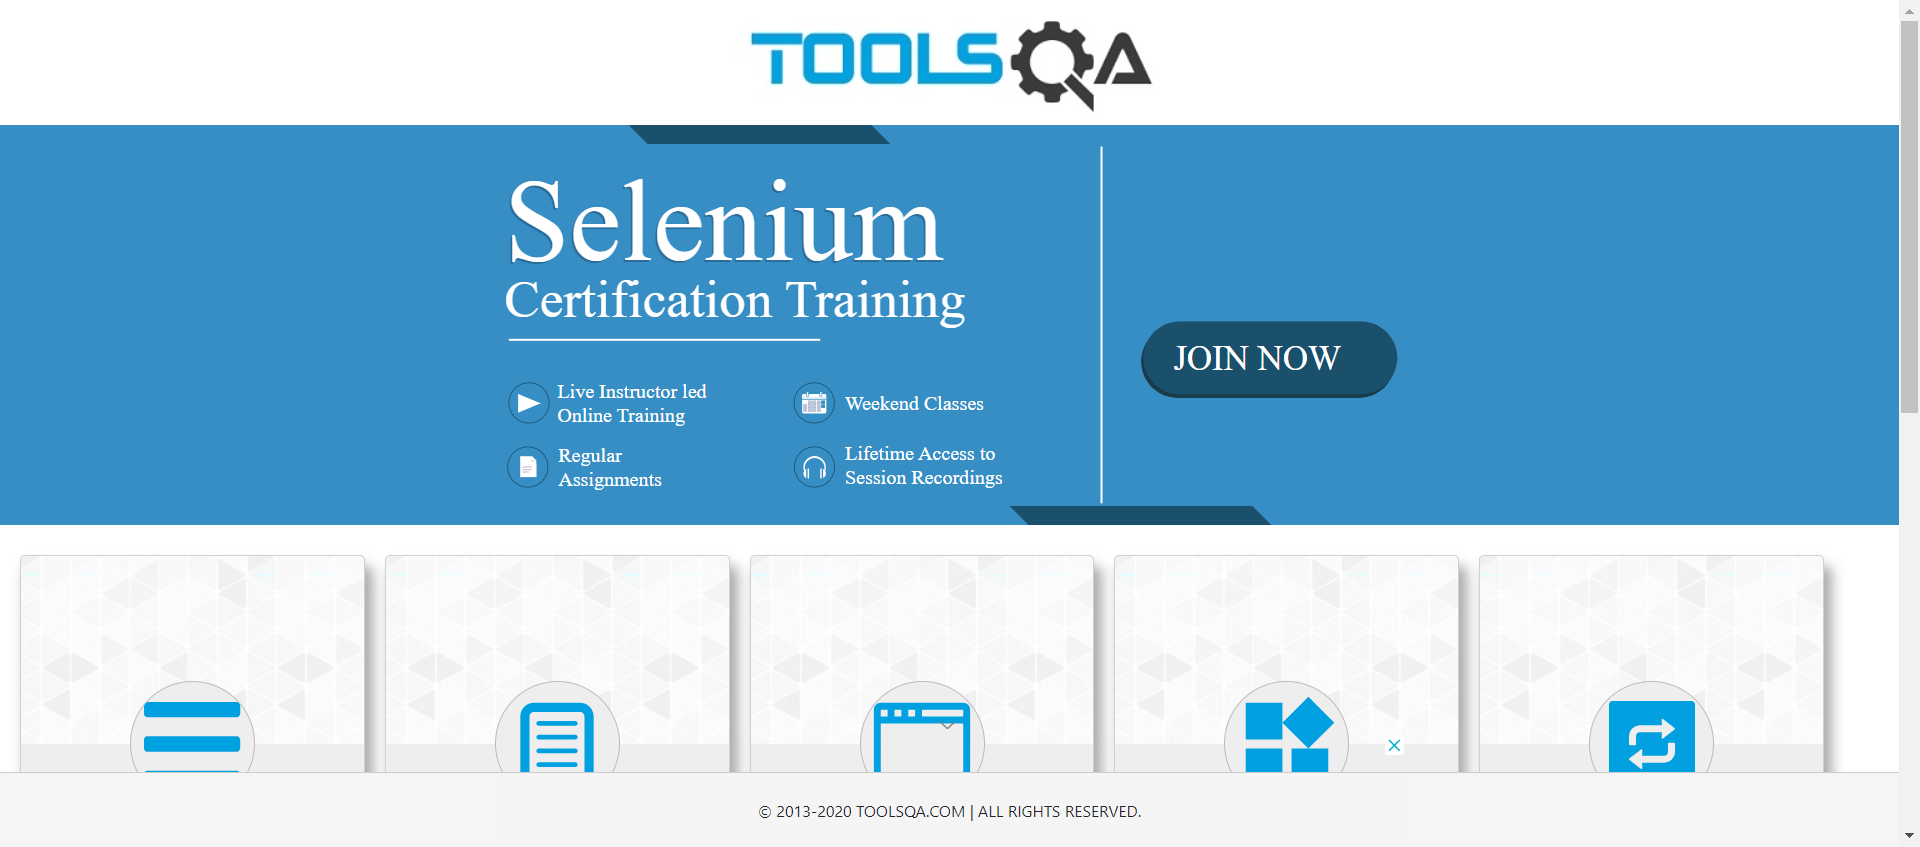 TOOLSQA
Selenium
Certification Training
Live Instructor led
Online Training
Weekend Classes
Regular
Assignments
Lifetime Access to
Session Recordings
JOIN NOW
© 2013-2020 TOOLSQA.COM | ALL RIGHTS RESERVED.